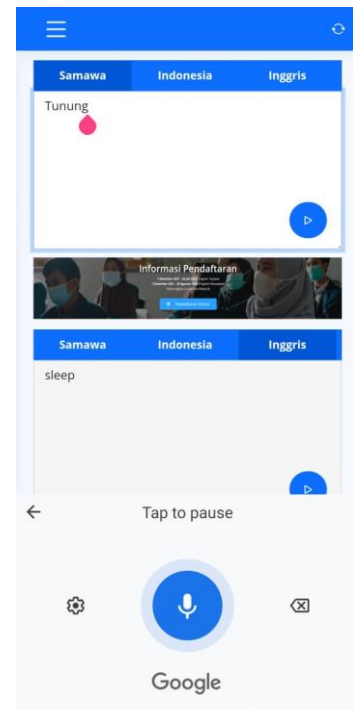 Samawa Indonesia Inggris
Tunung
Informasi Pendaftaran
Samawa Indonesia Inggris
sleep
Tap to pause
Google